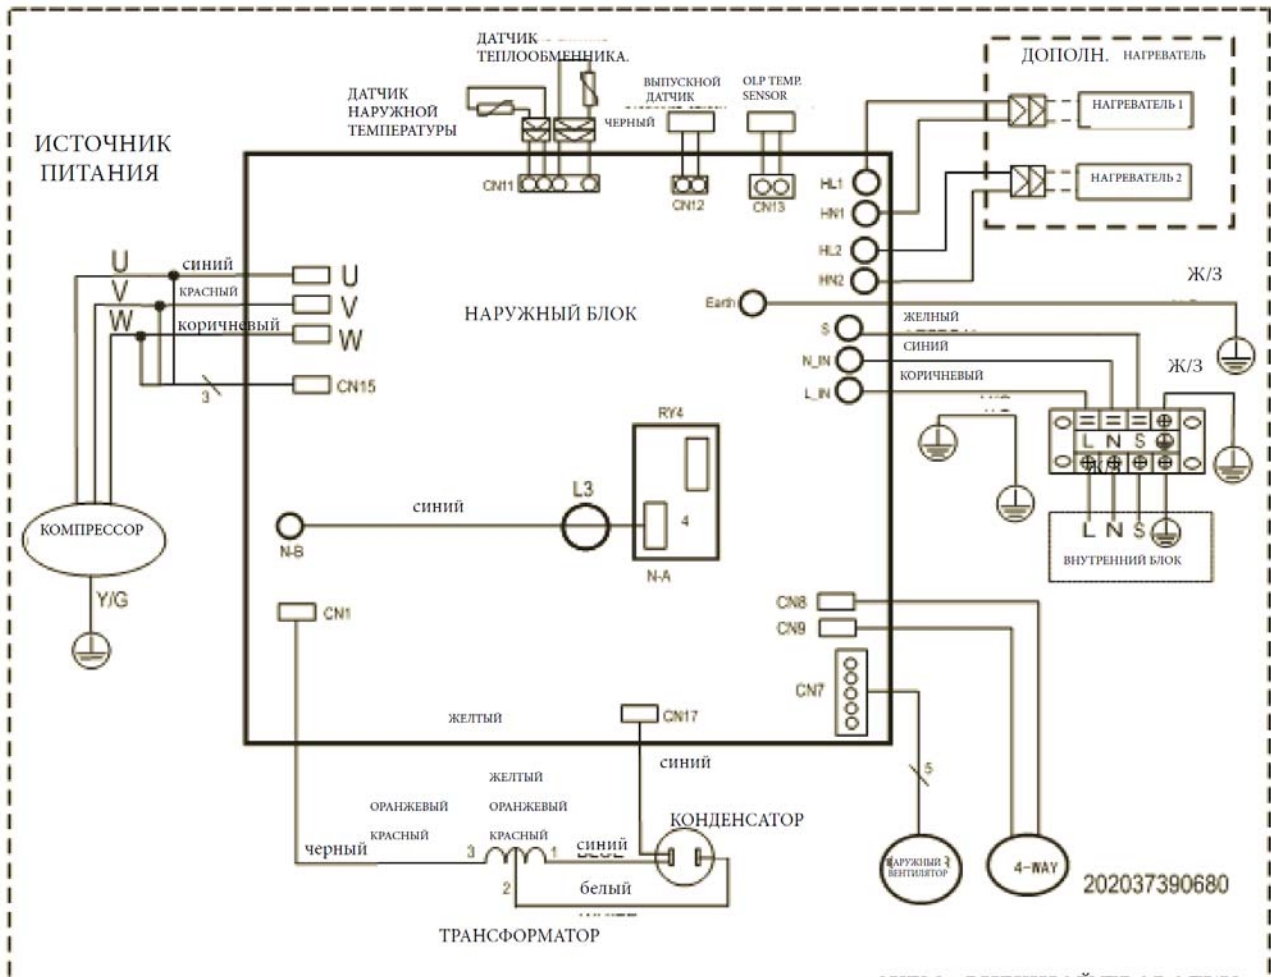 ДАТЧИК
ТЕПЛООБМЕННИКА.
ДАТЧИК
НАРУЖНОЙ
ТЕМПЕРАТУРЫ
ЧЕРНЫЙ
ВЫПУСКНОЙ
ДАТЧИК
OLP TEMP.
SENSOR
ДОПОЛН. НАГРЕВАТЕЛЬ
НАГРЕВАТЕЛЬ 1
НАГРЕВАТЕЛЬ 2
ИСТОЧНИК
ПИТАНИЯ
CN11
CN12
CN13
HL1
HN1
HL2
HN2
U
синий
U
V
КРАСНЫЙ
V
W
коричневый
W
3
CN15
НАРУЖНЫЙ БЛОК
Earth
Ж/З
S
ЖЕЛНЫЙ
N_IN
СИНИЙ
L_IN
КОРИЧНЕВЫЙ
Ж/З
L N S
Ж/З
L N S
ВНУТРЕННИЙ БЛОК
RY4
L3
синий
4
N-B
N-A
КОМПРЕССОР
Y/G
CN1
CN8
CN9
CN7
CN17
ЖЕЛТЫЙ
синий
5
ЖЕЛТЫЙ
ОРАНЖЕВЫЙ
ОРАНЖЕВЫЙ
КРАСНЫЙ
КРАСНЫЙ
черный
3
1
2
синий
белый
КОНДЕНСАТОР
ТРАНСФОРМАТОР
НАРУЖНЫЙ
ВЕНТИЛЯТОР
4-WAY
202037390680